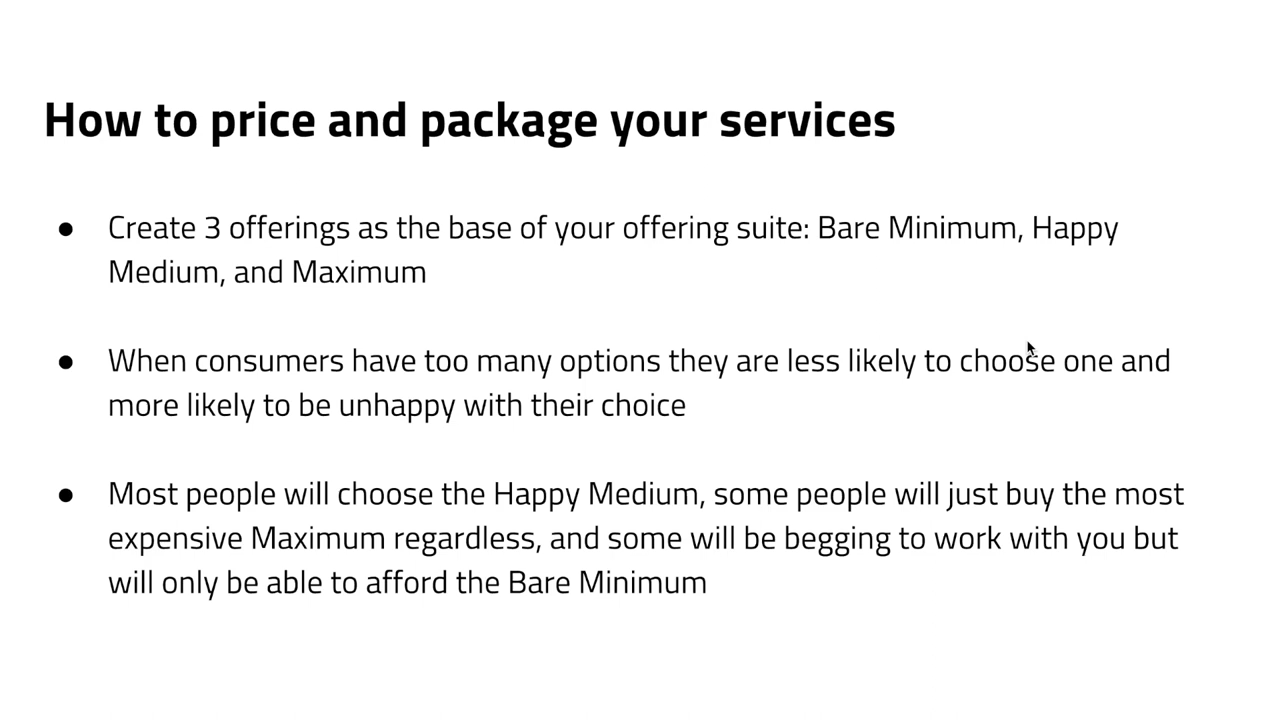 How to price and package your services
● Create 3 offerings as the base of your offering suite: Bare Minimum, Happy
Medium, and Maximum
● When consumers have too many options they are less likely to choose one and
more likely to be unhappy with their choice
● Most people will choose the Happy Medium, some people will just buy the most
expensive Maximum regardless, and some will be begging to work with you but
will only be able to afford the Bare Minimum